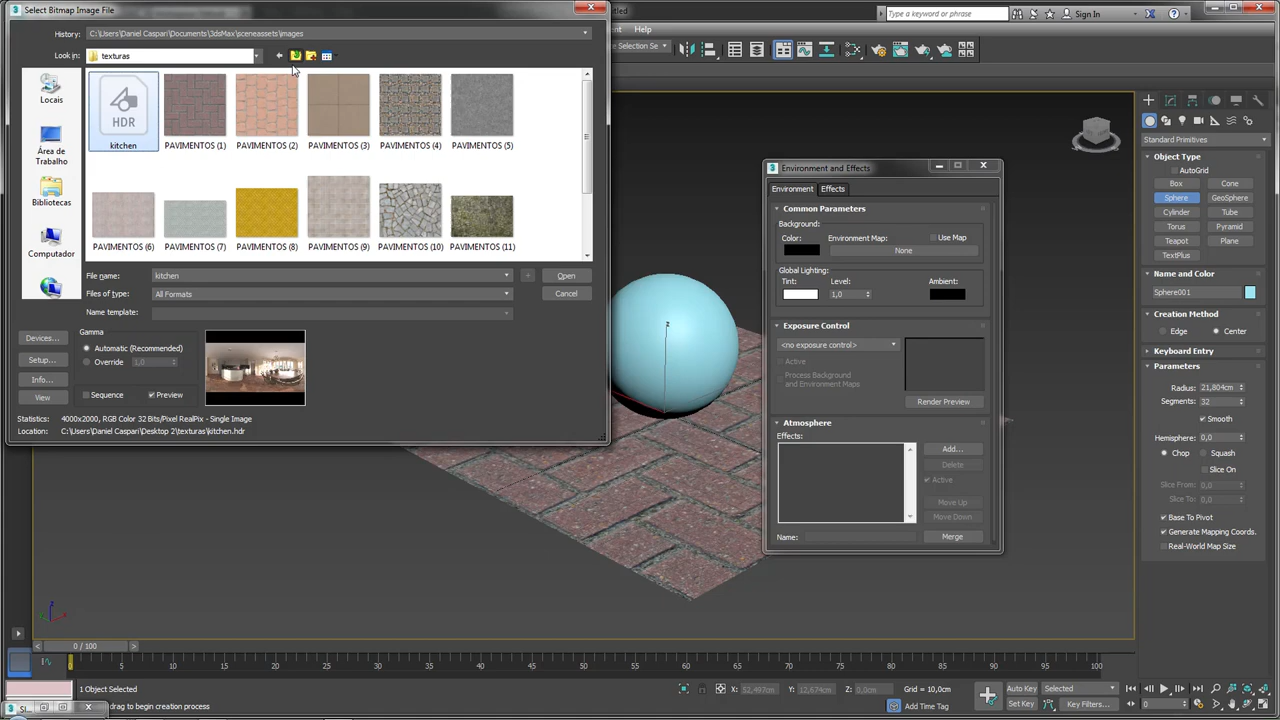 Select Bitmap Image File
History: C:\Users\Daniel Caspari\Documents\3dsMax\sceneassets\images
Look in: texturas
Locais
Área de
Trabalho
Bibliotecas
Computador
HDR
kitchen PAVIMENTOS (1) PAVIMENTOS (2) PAVIMENTOS (3) PAVIMENTOS (4) PAVIMENTOS (5)
PAVIMENTOS (6) PAVIMENTOS (7) PAVIMENTOS (8) PAVIMENTOS (9) PAVIMENTOS (10) PAVIMENTOS (11)
File name: kitchen Open
Files of type: All Formats Cancel
Name template:
Devices...
Setup...
Info...
View
Gamma
Automatic (Recommended)
Override 1,0
Sequence Preview
Statistics: 4000x2000, RGB Color 32 Bits/Pixel RealPix - Single Image
Location: C:\Users\Daniel Caspari\Desktop 2\texturas\kitchen.hdr
Type a keyword or phrase
Sign In
Help
Environment and Effects
Environment Effects
Common Parameters
Background:
Color: Environment Map: Use Map
None
Global Lighting:
Tint: Level: Ambient:
1,0
Exposure Control
<no exposure control>
Active
Process Background
and Environment Maps
Render Preview
Atmosphere
Effects:
Add...
Delete
Active
Move Up
Move Down
Name: Merge
Standard Primitives
Object Type
AutoGrid
Box Cone
Sphere GeoSphere
Cylinder Tube
Torus Pyramid
Teapot Plane
TextPlus
Name and Color
Sphere001
Creation Method
Edge Center
Keyboard Entry
Parameters
Radius: 21,804cm
Segments: 32
Smooth
Hemisphere: 0,0
Chop Squash
Slice On
Slice From: 0,0
Slice To: 0,0
Base To Pivot
Generate Mapping Coords.
Real-World Map Size
z
0 / 100
0 5 10 15 20 25 30 35 40 45 50 55 60 65 70 75 80 85 90 95 100
1 Object Selected
X: 52,497cm Y: 12,674cm Z: 0,0cm Grid = 10,0cm
Auto Key Selected
drag to begin creation process
Add Time Tag
Set Key Key Filters...
0